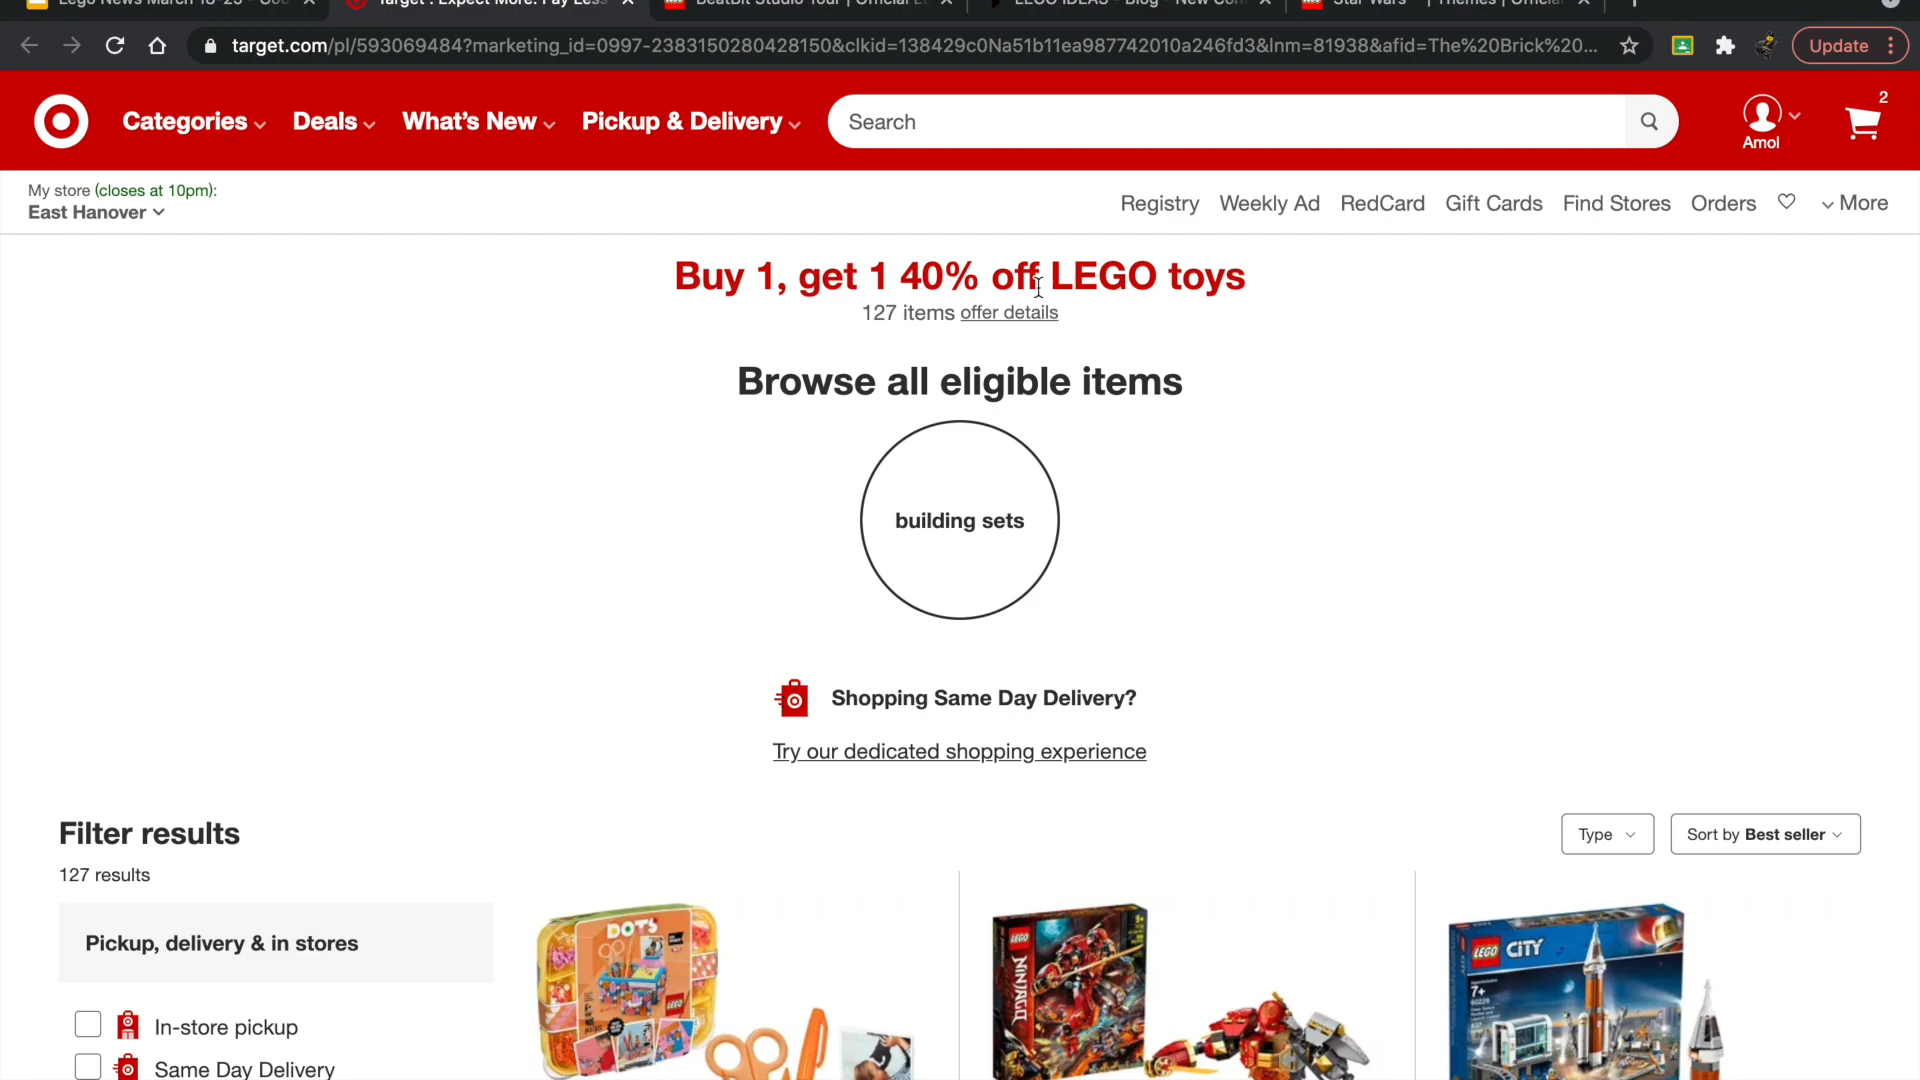 Lego News March 18-25 - Goo
Target : Expect More. Pay Less.
BeatBit Studio Tour | Official LE
LEGO IDEAS - Blog - New Con
Star Wars™ | Themes | Official
target.com/pl/593069484?marketing_id=0997-2383150280428150&clkid=138429c0Na51b11ea987742010a246fd3&lnm=81938&afid=The%20Brick%20...
Update
Categories
Deals
What's New
Pickup & Delivery
Search
Amol
2
My store (closes at 10pm):
East Hanover
Registry
Weekly Ad
RedCard
Gift Cards
Find Stores
Orders
More
Buy 1, get 1 40% off LEGO toys
127 items offer details
Browse all eligible items
building sets
Shopping Same Day Delivery?
Try our dedicated shopping experience
Filter results
127 results
Type
Sort by Best seller
Pickup, delivery & in stores
In-store pickup
Same Day Delivery
DOTS
LEGO
LEGO
NINJAGO
9+
LEGO CITY
7+
60228